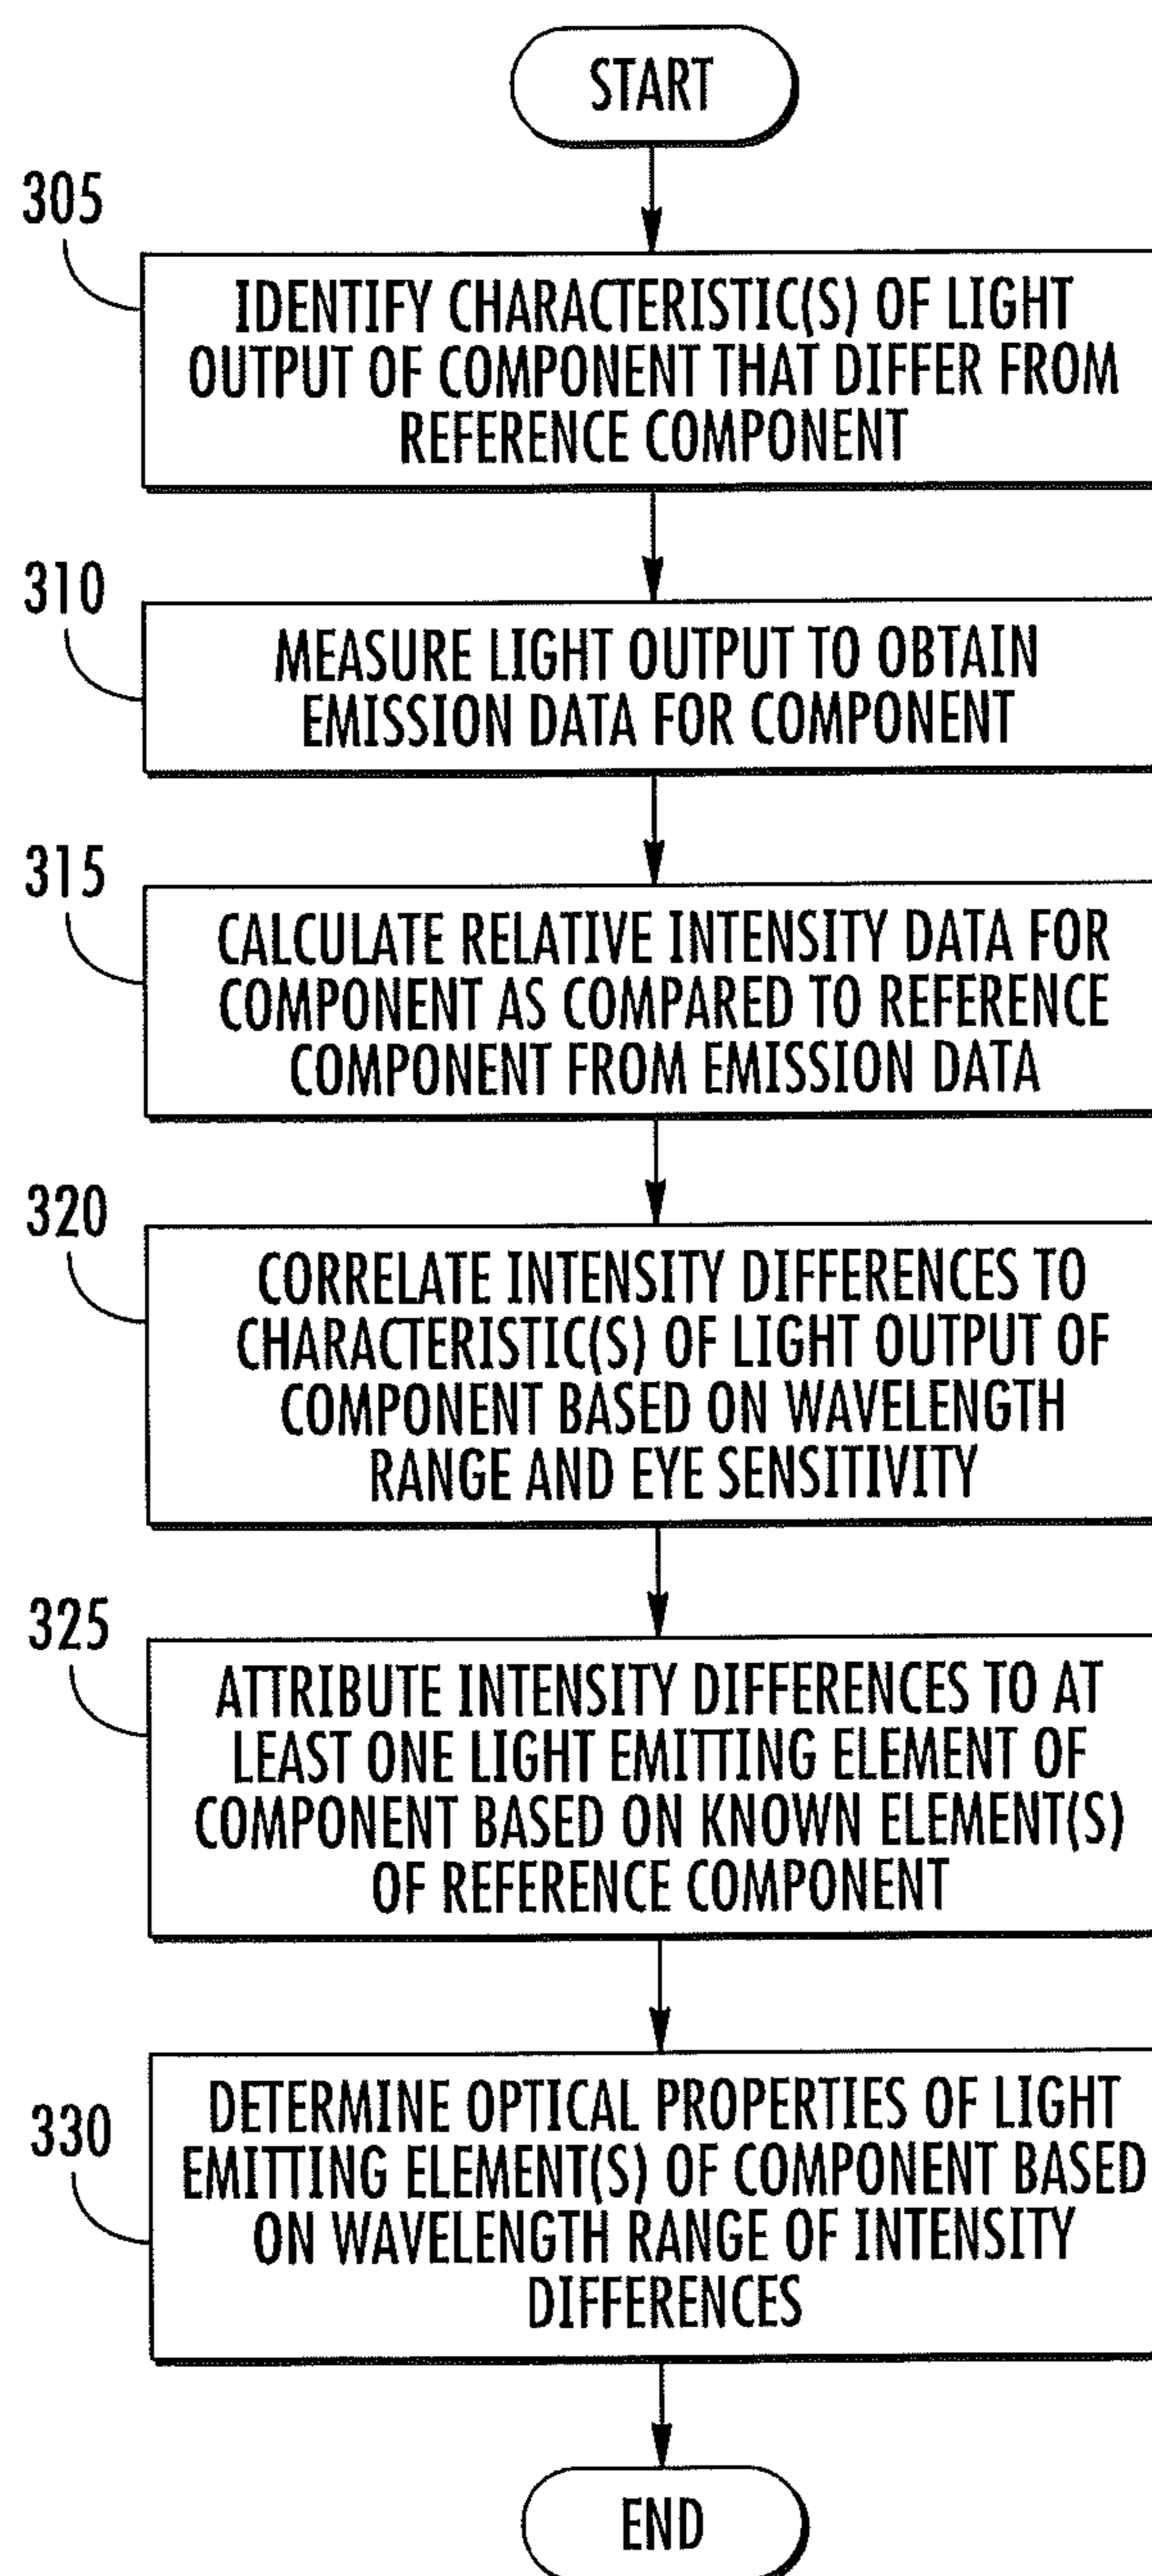 START
305
IDENTIFY CHARACTERISTIC(S) OF LIGHT
OUTPUT OF COMPONENT THAT DIFFER FROM
REFERENCE COMPONENT
310
MEASURE LIGHT OUTPUT TO OBTAIN
EMISSION DATA FOR COMPONENT
315
CALCULATE RELATIVE INTENSITY DATA FOR
COMPONENT AS COMPARED TO REFERENCE
COMPONENT FROM EMISSION DATA
320
CORRELATE INTENSITY DIFFERENCES TO
CHARACTERISTIC(S) OF LIGHT OUTPUT OF
COMPONENT BASED ON WAVELENGTH
RANGE AND EYE SENSITIVITY
325
ATTRIBUTE INTENSITY DIFFERENCES TO AT
LEAST ONE LIGHT EMITTING ELEMENT OF
COMPONENT BASED ON KNOWN ELEMENT(S)
OF REFERENCE COMPONENT
330
DETERMINE OPTICAL PROPERTIES OF LIGHT
EMITTING ELEMENT(S) OF COMPONENT BASED
ON WAVELENGTH RANGE OF INTENSITY
DIFFERENCES
END